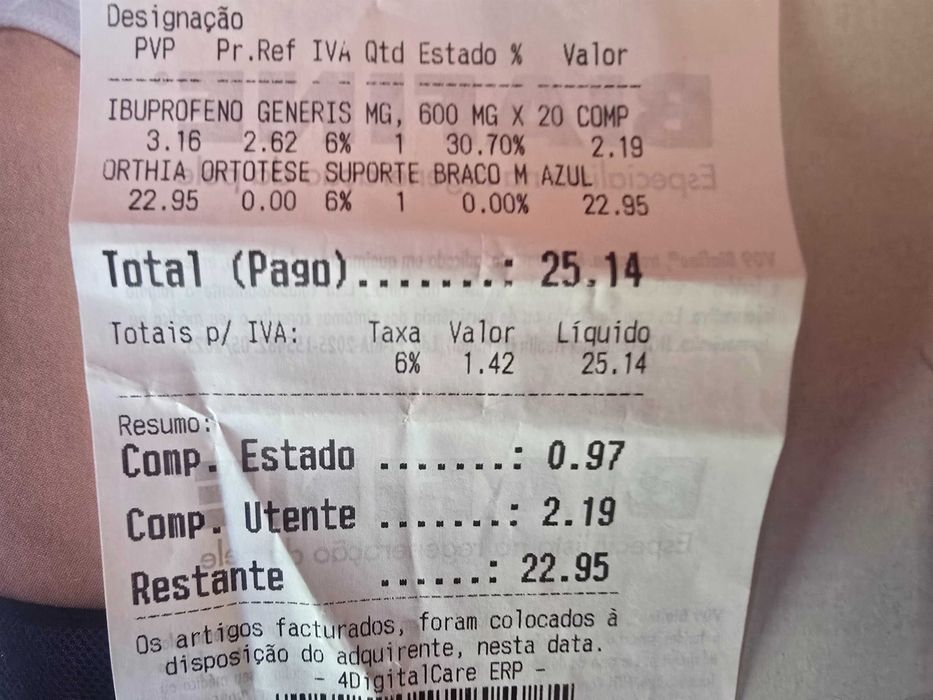 Designação
PVP Pr.Ref IVA Qtd Estado % Valor
IBUPROFENO GENERIS MG, 600 MG X 20 COMP
3.16 2.62 6% 1 30.70% 2.19
ORTHIA ORTOTESE SUPORTE BRACO M AZUL
22.95 0.00 6% 1 0.00% 22.95
Total (Pago).......: 25.14
Totais p/ IVA: Taxa Valor Líquido
6% 1.42 25.14
Resumo:
Comp. Estado .......: 0.97
Comp. Utente .......: 2.19
Restante ......: 22.95
Os artigos facturados, foram colocados à
disposição do adquirente, nesta data.
- 4DigitalCare ERP -